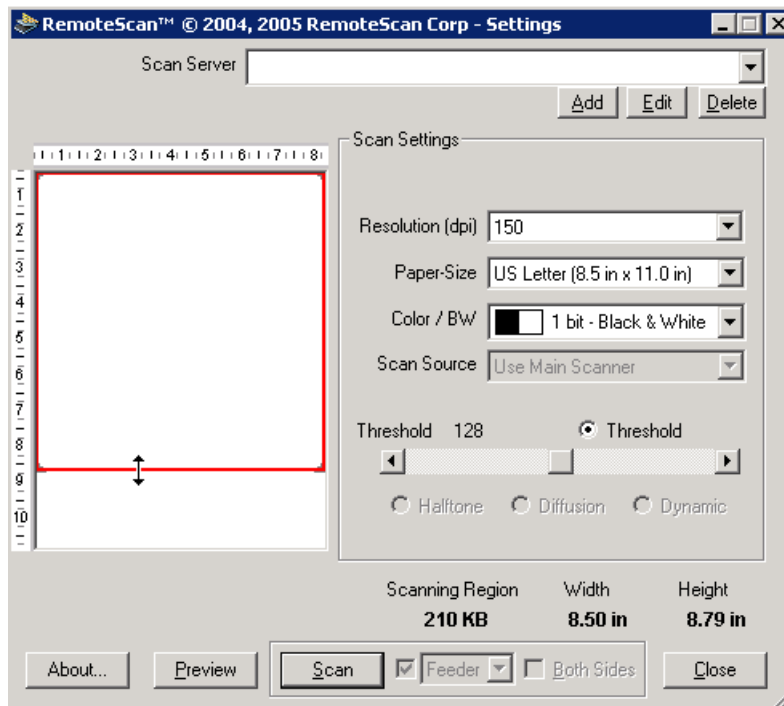 RemoteScan™ © 2004, 2005 RemoteScan Corp - Settings
Scan Server
Add Edit Delete
Scan Settings
1 2 3 4 5 6 7 8
1
2
3
4
5
6
7
8
9
10
Resolution (dpi) 150
Paper-Size US Letter (8.5 in x 11.0 in)
Color / BW 1 bit - Black & White
Scan Source Use Main Scanner
Threshold 128 Threshold
Halftone Diffusion Dynamic
Scanning Region Width Height
210 KB 8.50 in 8.79 in
About... Preview Scan Feeder Both Sides Close